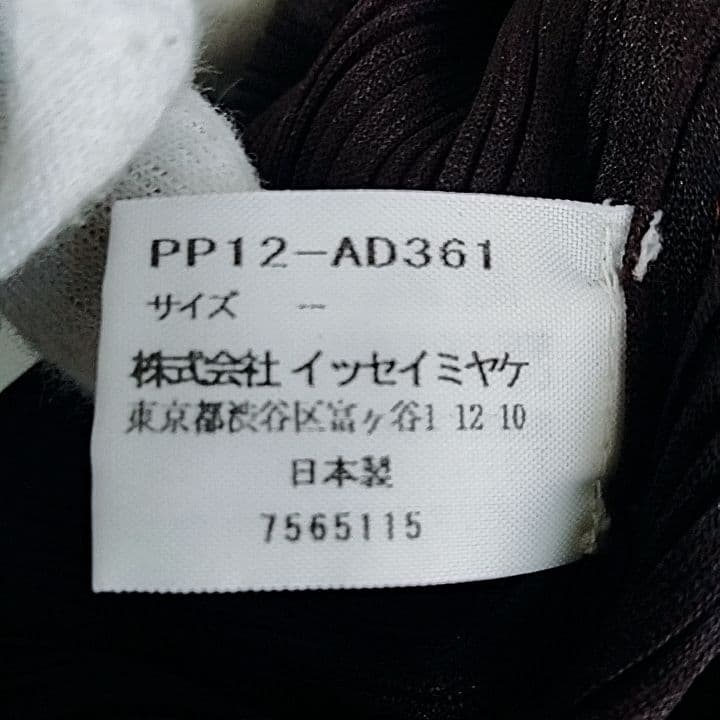 PP12-AD361
サイズ --
株式会社 イッセイミヤケ
東京都渋谷区富ヶ谷1 12 10
日本製
7565115